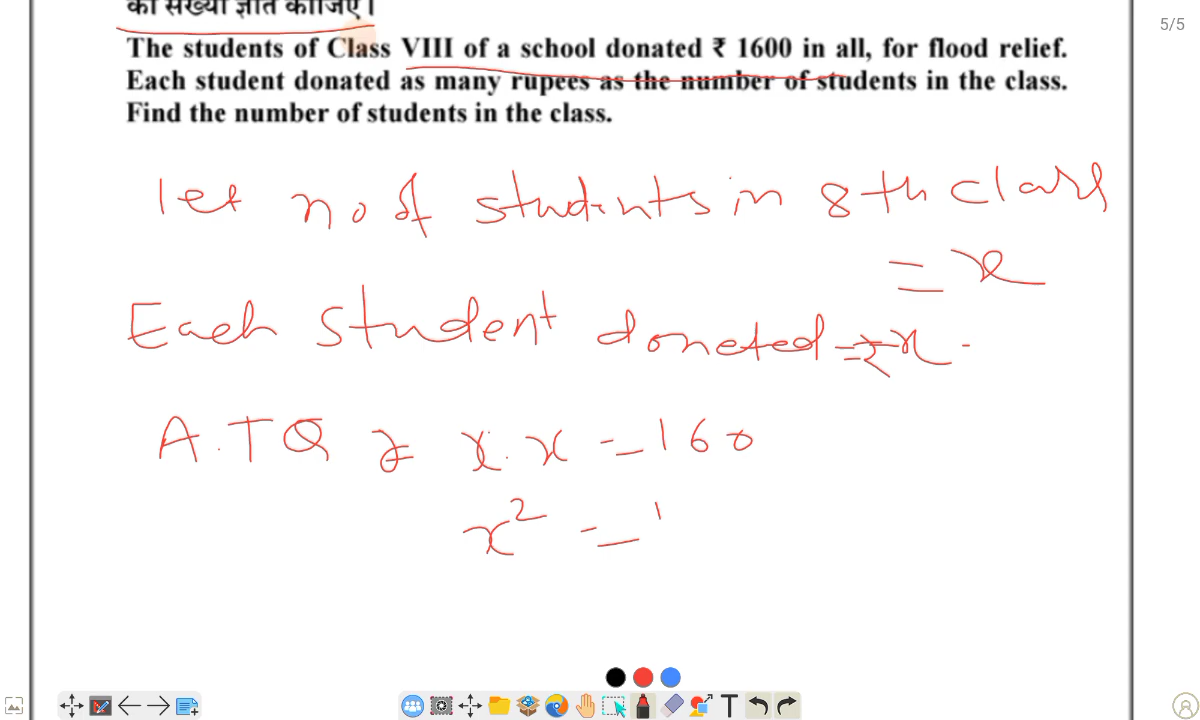 की संख्या ज्ञात कीजिए।
5/5
The students of Class VIII of a school donated ₹ 1600 in all, for flood relief.
Each student donated as many rupees as the number of students in the class.
Find the number of students in the class.
let no of students in 8th class
= x
Each student donated = ₹ x
A.T.Q x.x = 160
x² = 1
T